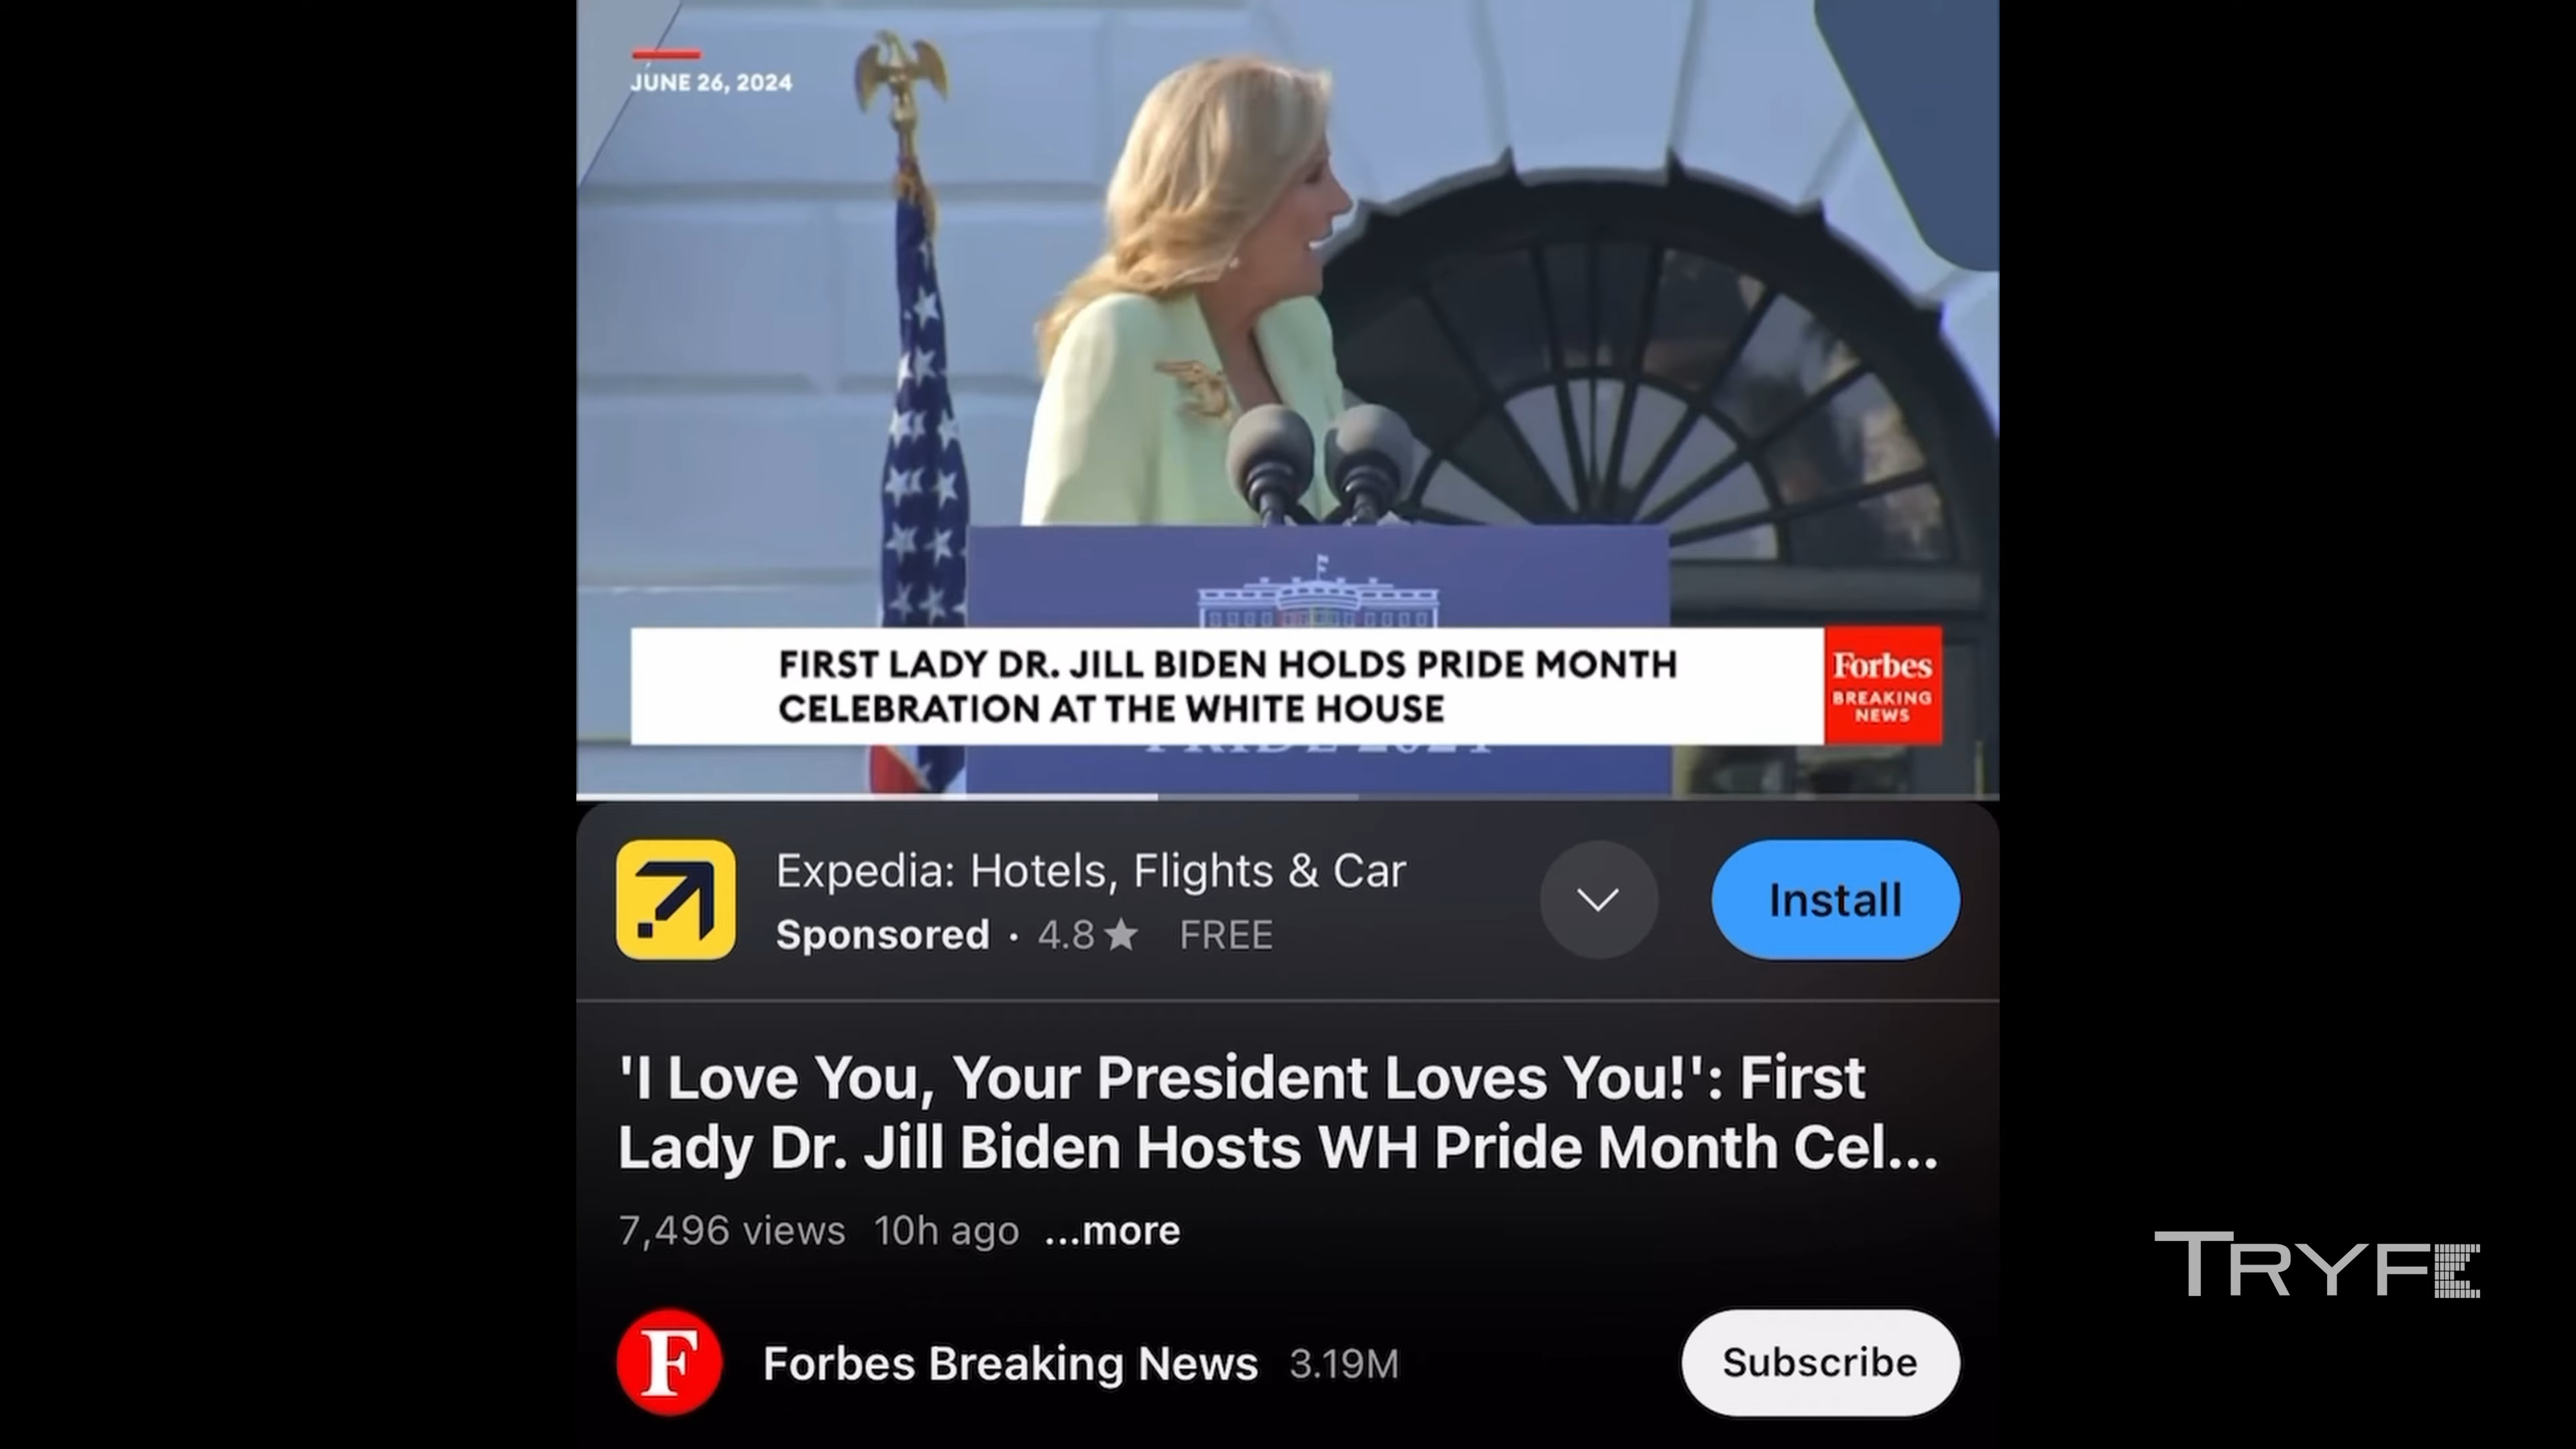 JUNE 26, 2024
FIRST LADY DR. JILL BIDEN HOLDS PRIDE MONTH
CELEBRATION AT THE WHITE HOUSE
Forbes
BREAKING
NEWS
PRIDE 2024
Expedia: Hotels, Flights & Car
Sponsored · 4.8★ FREE
Install
'I Love You, Your President Loves You!': First
Lady Dr. Jill Biden Hosts WH Pride Month Cel...
7,496 views 10h ago ...more
F
Forbes Breaking News 3.19M
Subscribe
TRYFE